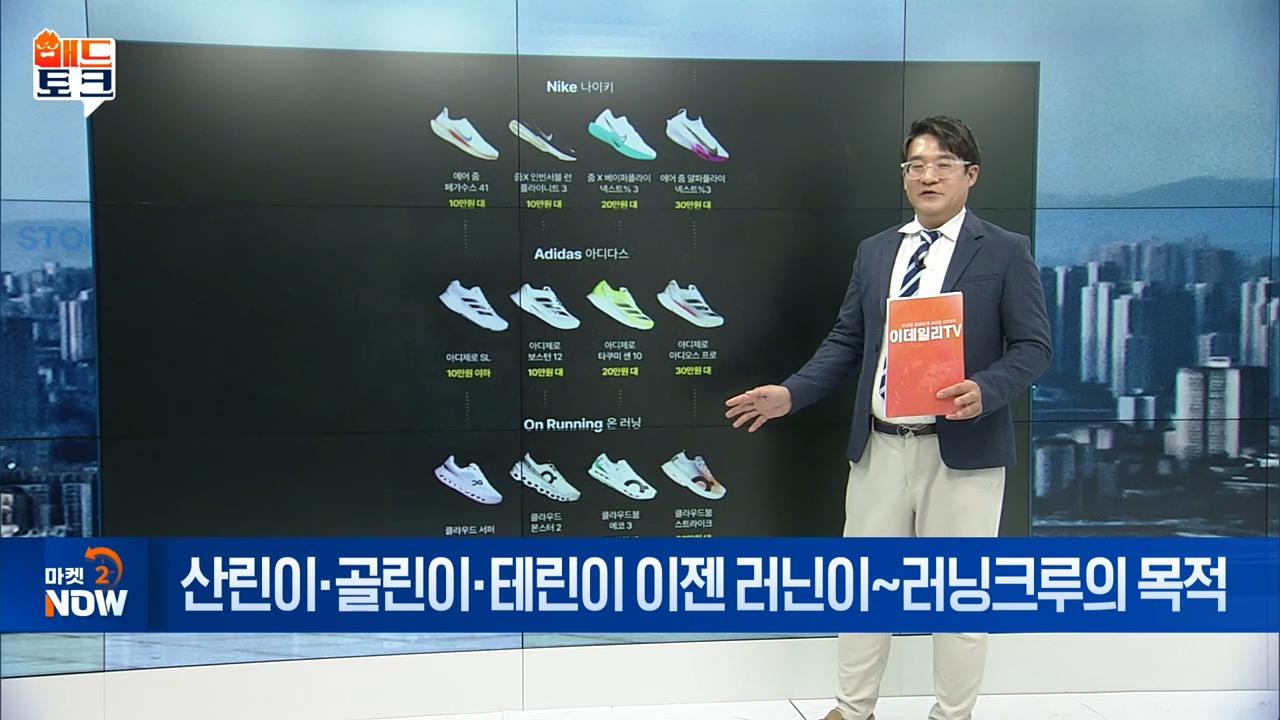 매드
토크
Nike 나이키
에어 줌
페가수스 41
10만원 대
줌X 인빈서블 런
플라이니트 3
10만원 대
줌 X 베이퍼플라이
넥스트% 3
20만원 대
에어 줌 알파플라이
넥스트%3
30만원 대
STO
Adidas 아디다스
아디제로 SL
10만원 이하
아디제로
보스턴 12
10만원 대
아디제로
타쿠미 센 10
20만원 대
아디제로
아디오스 프로
30만원 대
이데일리TV
On Running 온 러닝
클라우드 서퍼
클라우드
몬스터 2
클라우드붐
에코 3
클라우드붐
스트라이크
마켓 2
NOW
산린이·골린이·테린이 이젠 러닌이~러닝크루의 목적